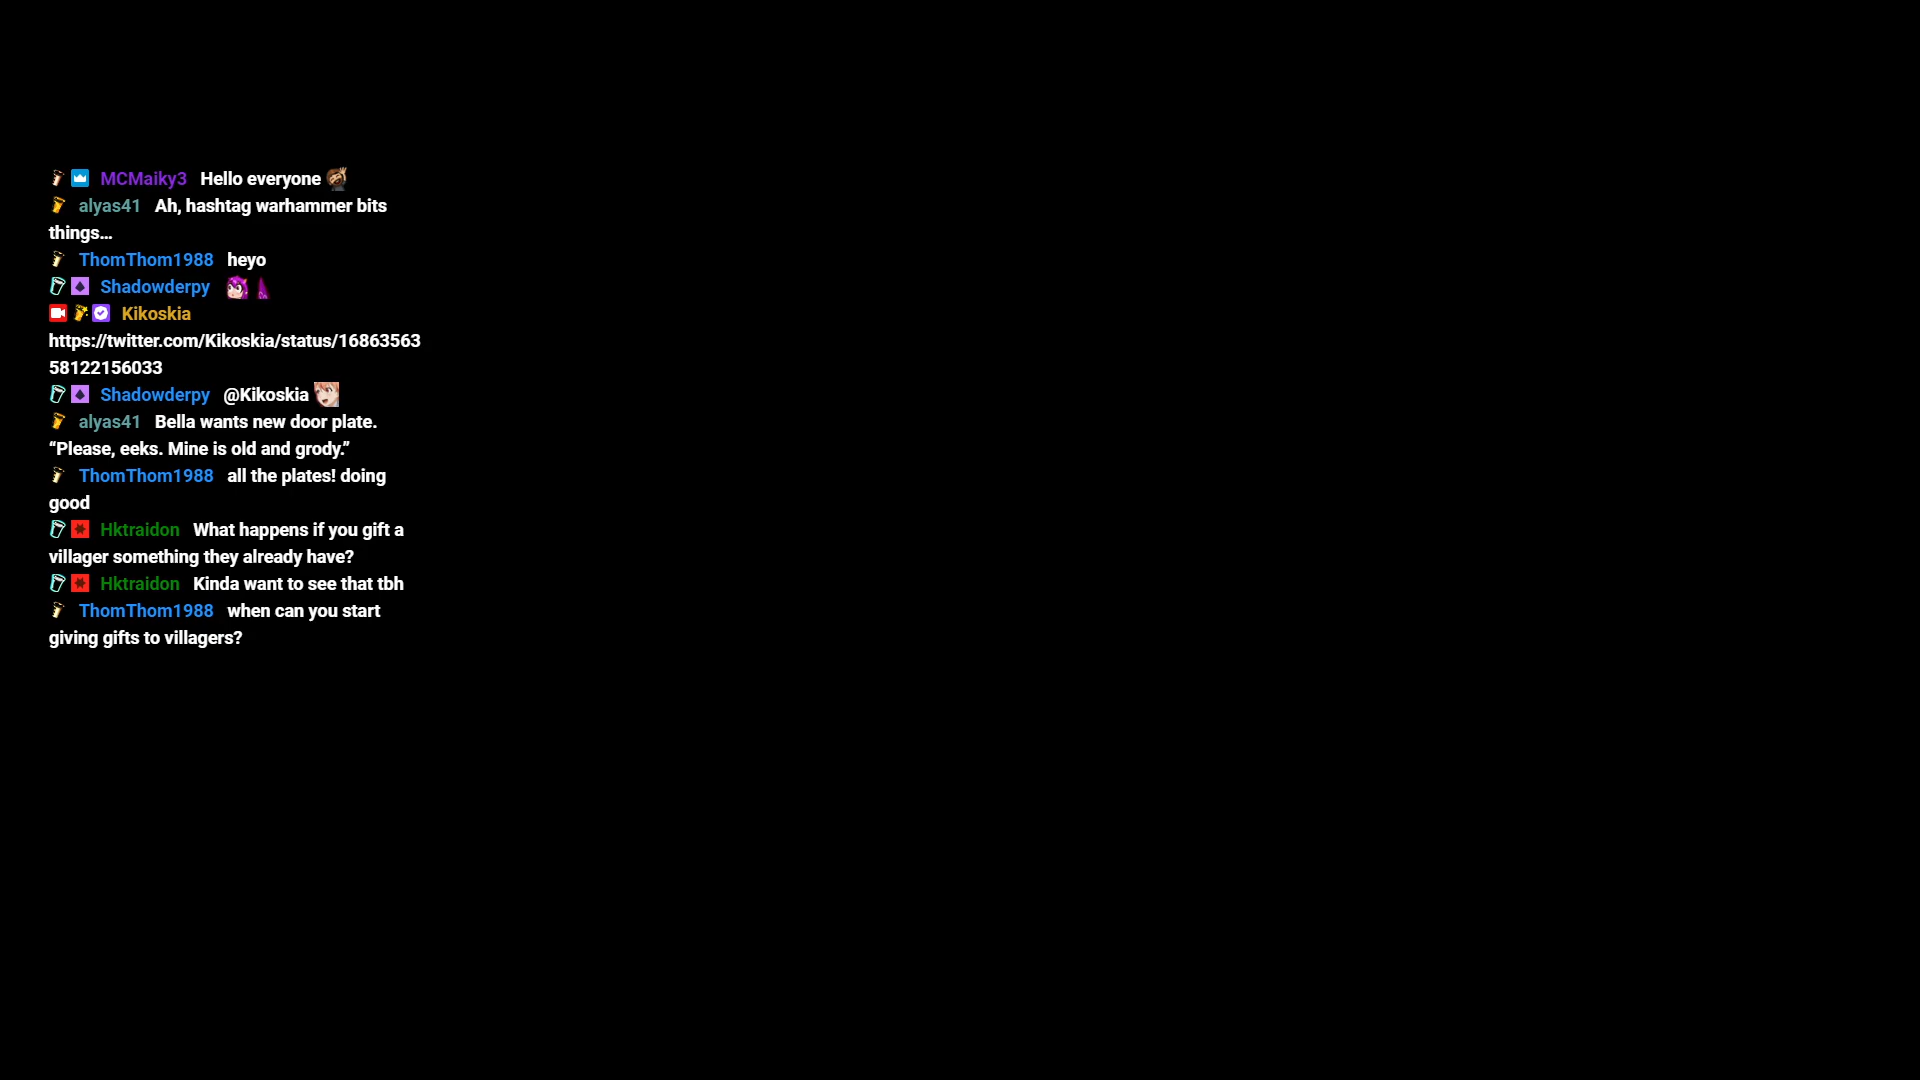 MCMaiky3 Hello everyone
alyas41 Ah, hashtag warhammer bits
things...
ThomThom1988 heyo
Shadowderpy
Kikoskia
https://twitter.com/Kikoskia/status/16863563
58122156033
Shadowderpy @Kikoskia
alyas41 Bella wants new door plate.
“Please, eeks. Mine is old and grody.”
ThomThom1988 all the plates! doing
good
Hktraidon What happens if you gift a
villager something they already have?
Hktraidon Kinda want to see that tbh
ThomThom1988 when can you start
giving gifts to villagers?